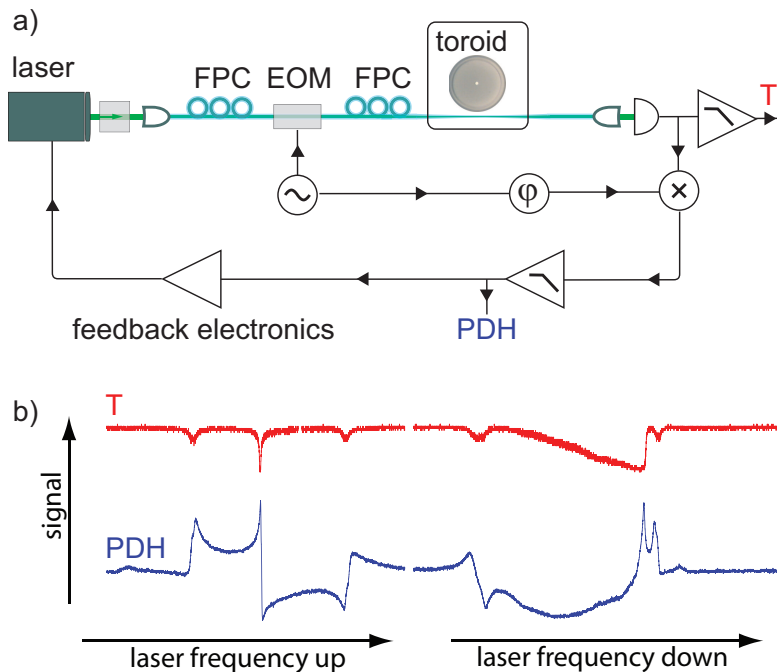 a)
laser
FPC
EOM
FPC
toroid
T
~
φ
×
feedback electronics
PDH
b)
T
signal
PDH
laser frequency up
laser frequency down